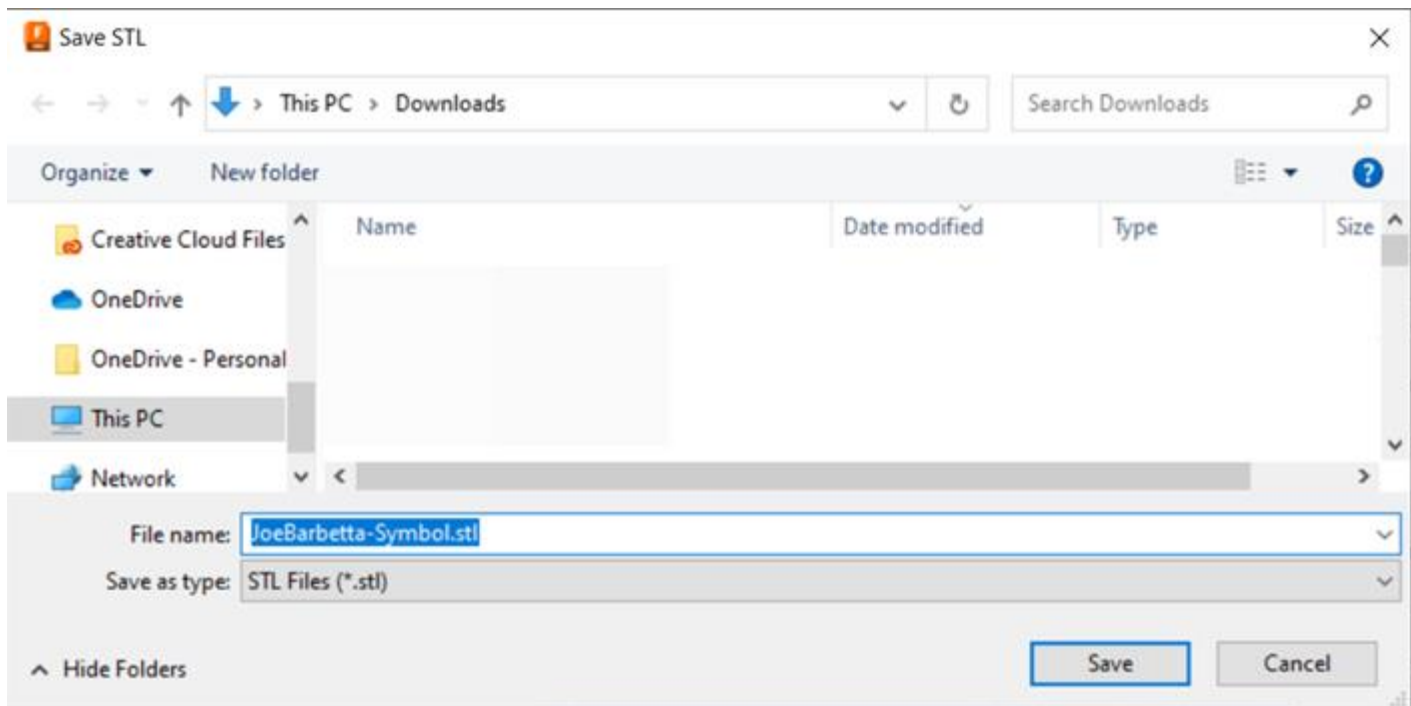 Save STL
This PC > Downloads
Search Downloads
Organize
New folder
Name
Date modified
Type
Size
Creative Cloud Files
OneDrive
OneDrive - Personal
This PC
Network
File name: JoeBarbetta-Symbol.stl
Save as type: STL Files (*.stl)
Hide Folders
Save
Cancel